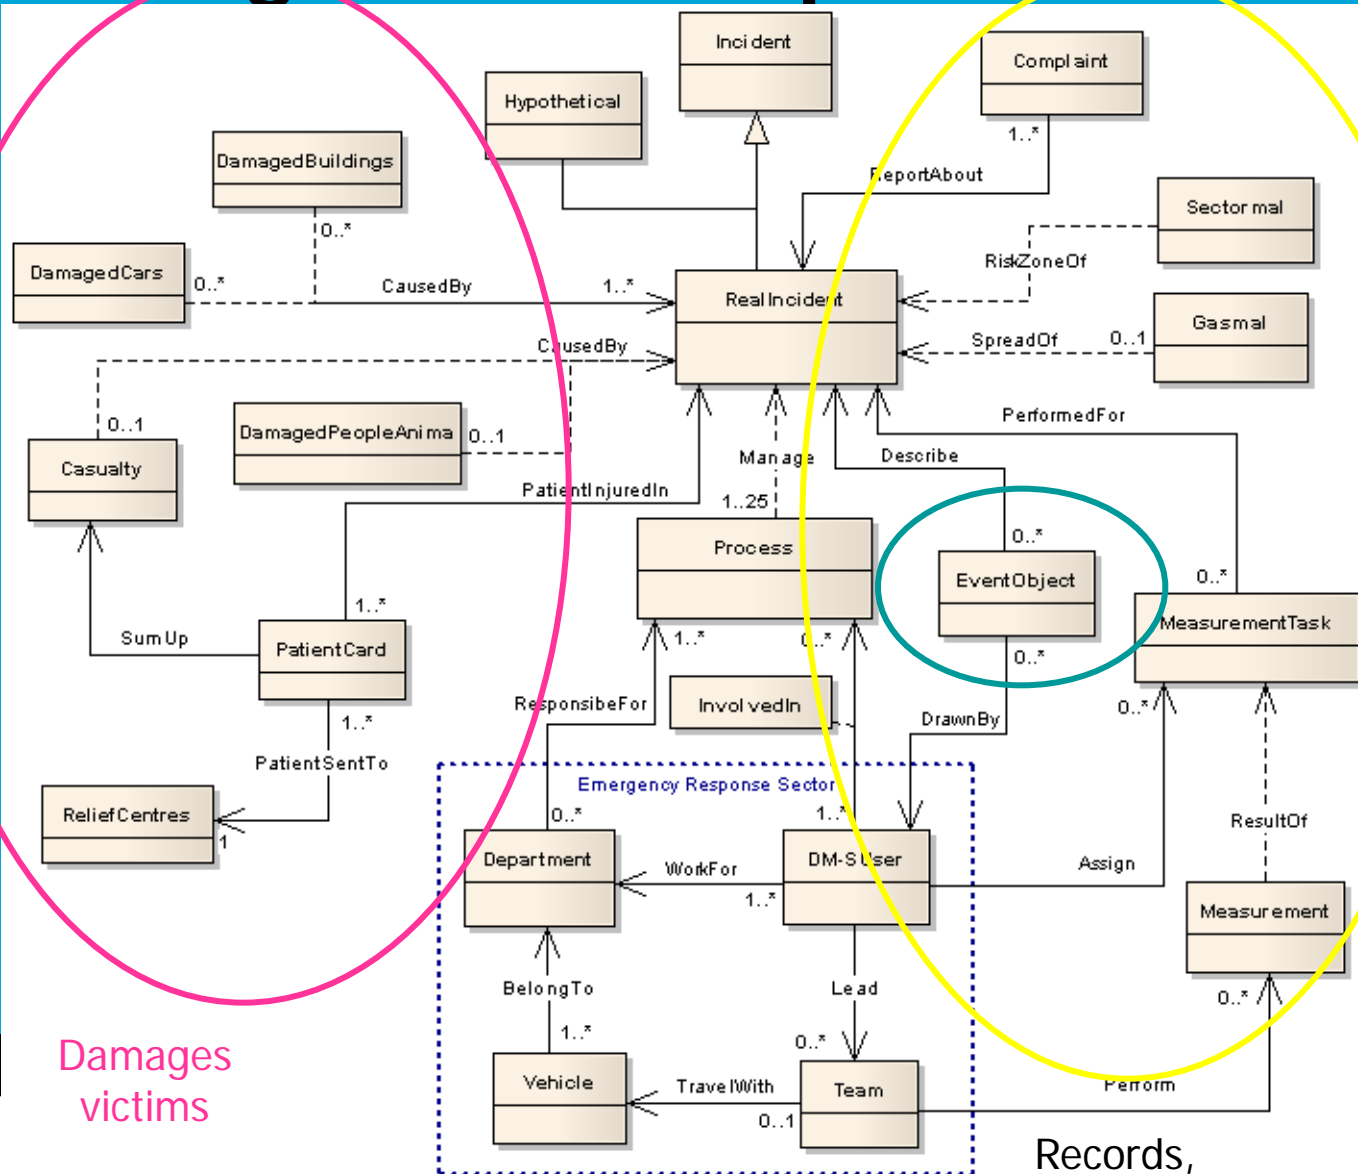 Incident
Complaint
Hypothetical
1..*
DamagedBuildings
ReportAbout
Sectormal
0..*
RiskZoneOf
DamagedCars
0..*
CausedBy
1..*
RealIncident
Gasmal
SpreadOf
0..1
CausedBy
PerformedFor
0..1
DamagedPeopleAnima
0..1
Casualty
Manage
Describe
PatientInjuredIn
1..25
Process
0..*
EventObject
0..*
1..*
MeasurementTask
SumUp
PatientCard
1..*
0..*
0..*
1..*
ResponsibeFor
InvolvedIn
0..*
DrawnBy
PatientSentTo
Emergency Response Sector
ReliefCentres
1
0..*
1..*
ResultOf
Department
WorkFor
DM-SUser
Assign
1..*
Measurement
BelongTo
Lead
0..*
1..*
0..*
Damages
victims
Vehicle
TravelWith
Team
Perform
0..1
Records,